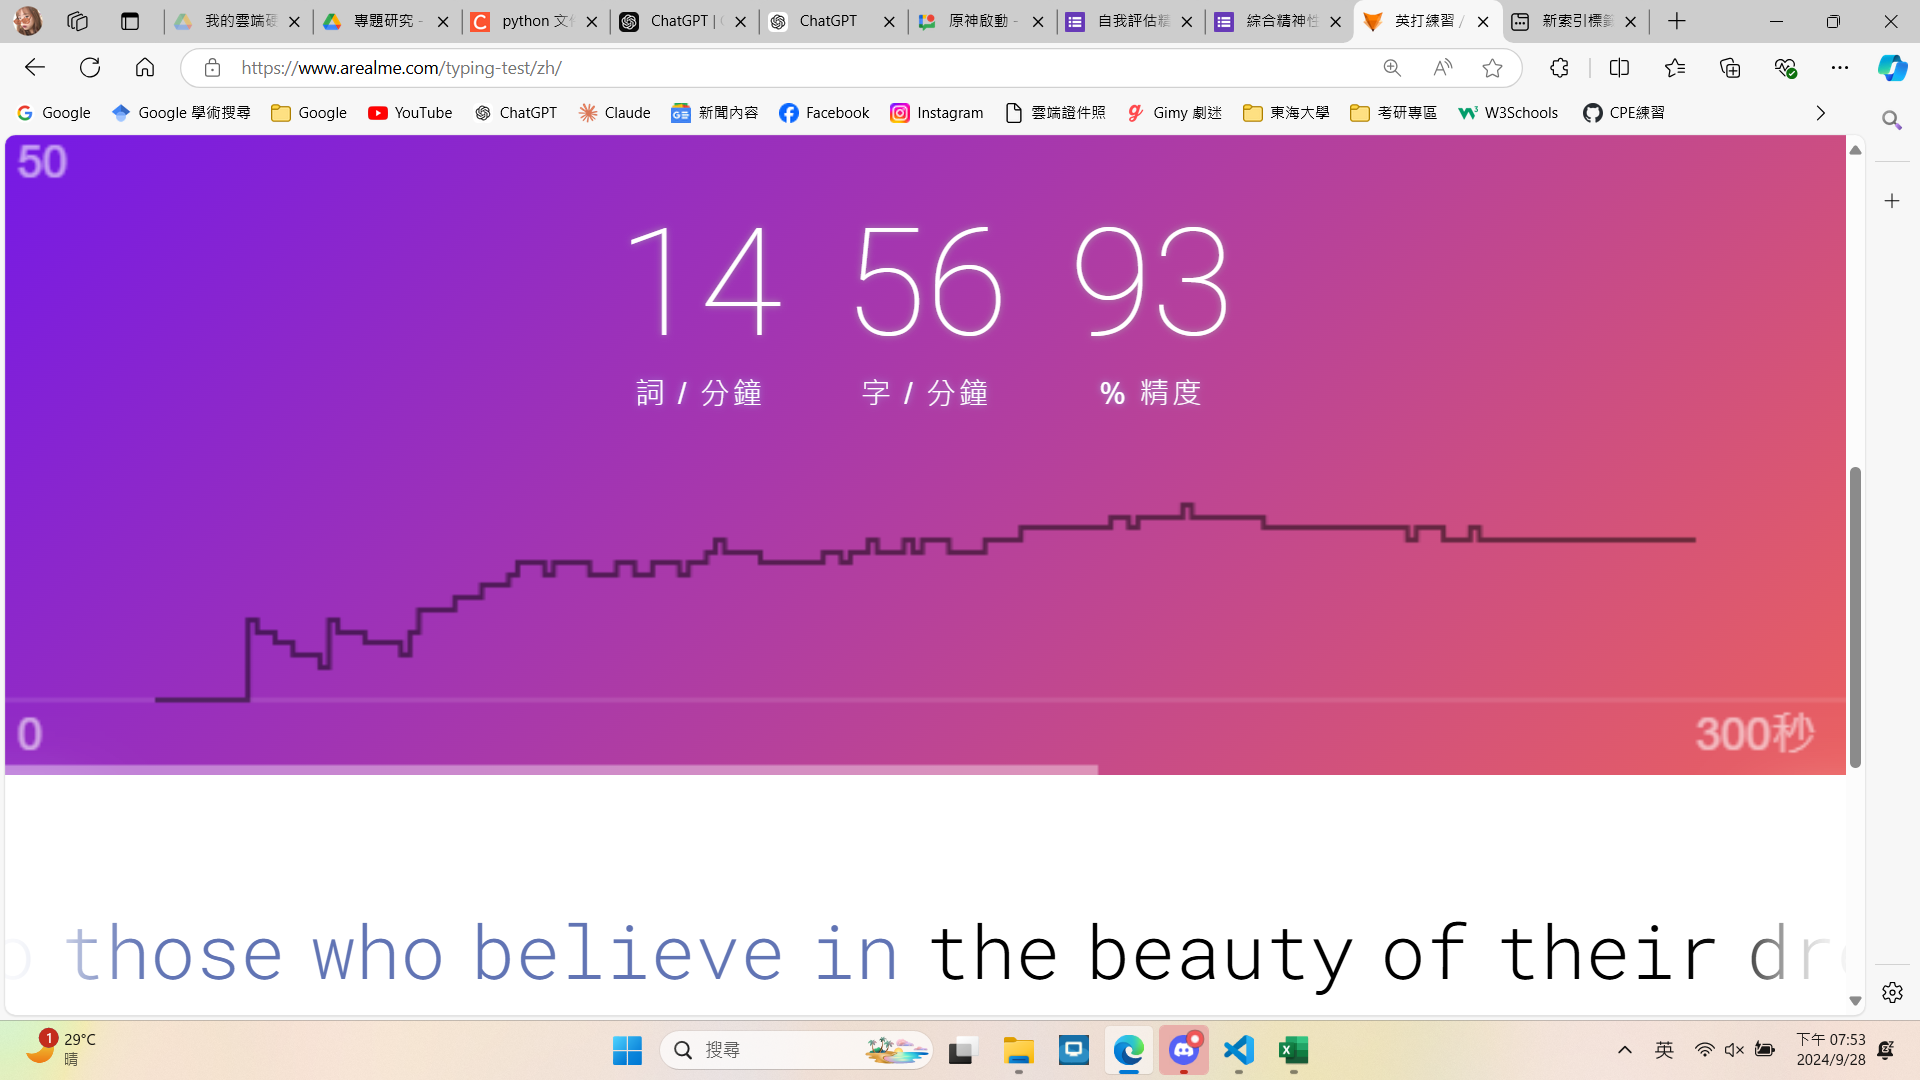 我的雲端硬
專題研究 -
python 文
ChatGPT | 
ChatGPT
原神啟動 -
自我評估
綜合精神性
英打練習 /
新索引標籤
https://www.arealme.com/typing-test/zh/
Google
Google 學術搜尋
Google
YouTube
ChatGPT
Claude
新聞內容
Facebook
Instagram
雲端證件照
Gimy 劇迷
東海大學
考研專區
W3Schools
CPE練習
50
14 56 93
詞 / 分鐘 字 / 分鐘 % 精度
0
300秒
those who believe in the beauty of their dr
1
29°C
晴
搜尋
英
下午 07:53
2024/9/28